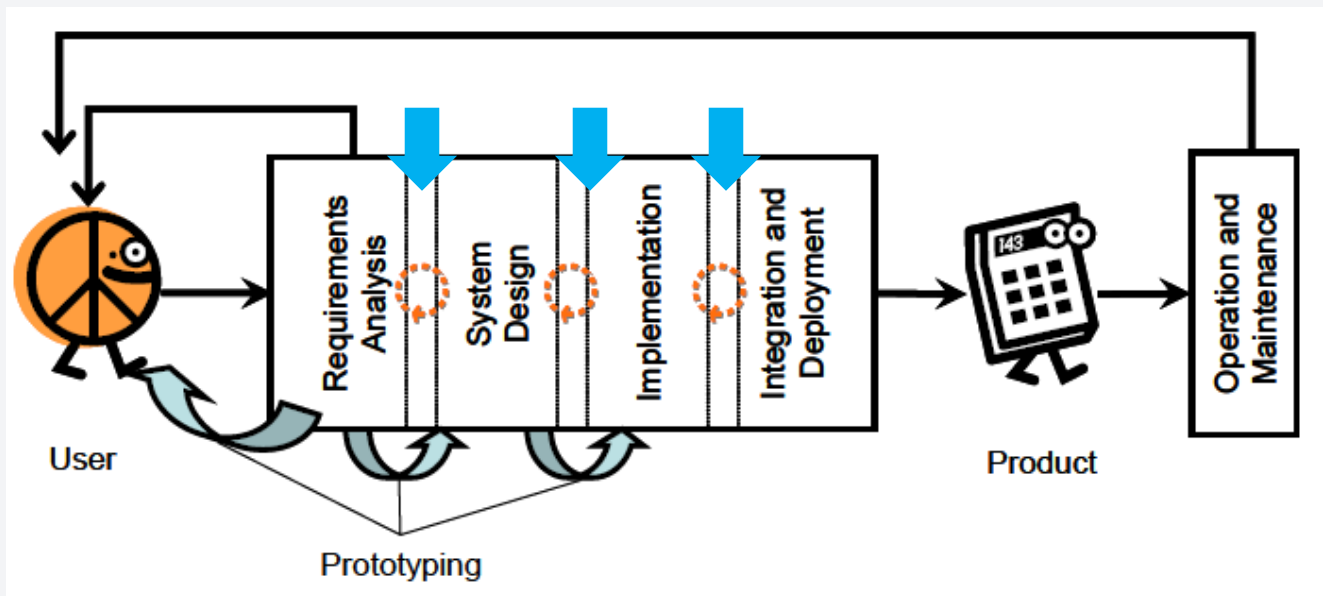 Requirements
Analysis
System
Design
Implementation
Integration and
Deployment
143
Operation and
Maintenance
User
Product
Prototyping